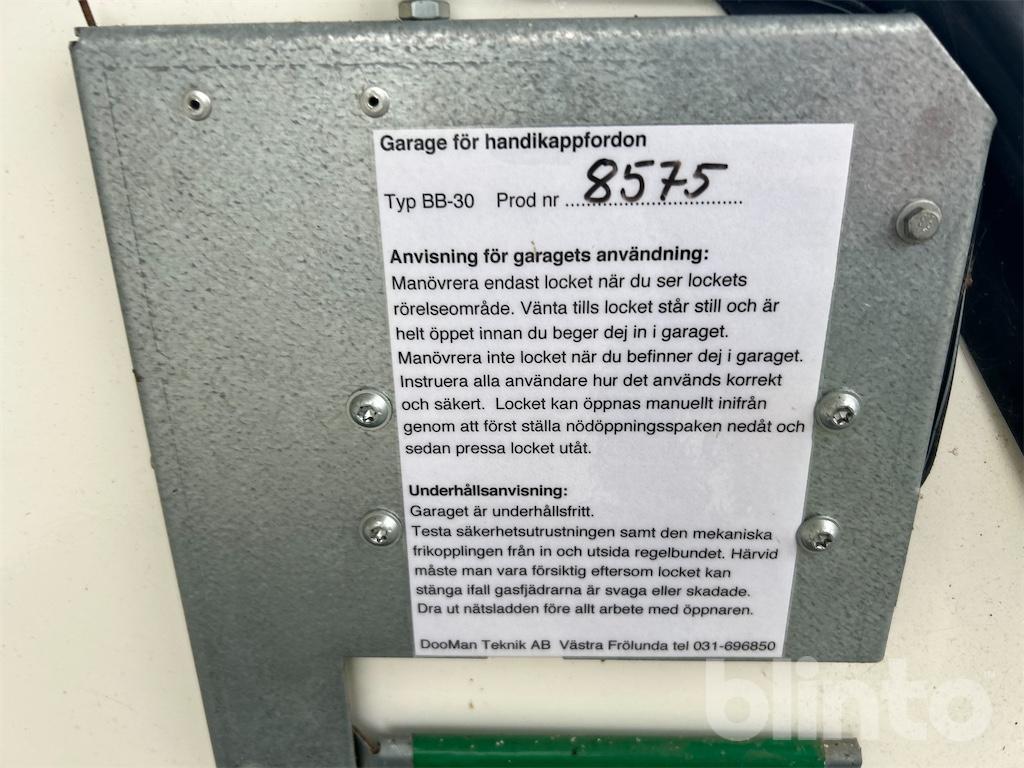 Garage för handikappfordon
Typ BB-30 Prod nr 8575
Anvisning för garagets användning:
Manövrera endast locket när du ser lockets
rörelseområde. Vänta tills locket står still och är
helt öppet innan du beger dej in i garaget.
Manövrera inte locket när du befinner dej i garaget.
Instruera alla användare hur det används korrekt
och säkert. Locket kan öppnas manuellt inifrån
genom att först ställa nödöppningsspaken nedåt och
sedan pressa locket utåt.
Underhållsanvisning:
Garaget är underhållsfritt.
Testa säkerhetsutrustningen samt den mekaniska
frikopplingen från in och utsida regelbundet. Härvid
måste man vara försiktig eftersom locket kan
stänga ifall gasfjädrarna är svaga eller skadade.
Dra ut nätsladden före allt arbete med öppnaren.
DooMan Teknik AB Västra Frölunda tel 031-696850
blinto